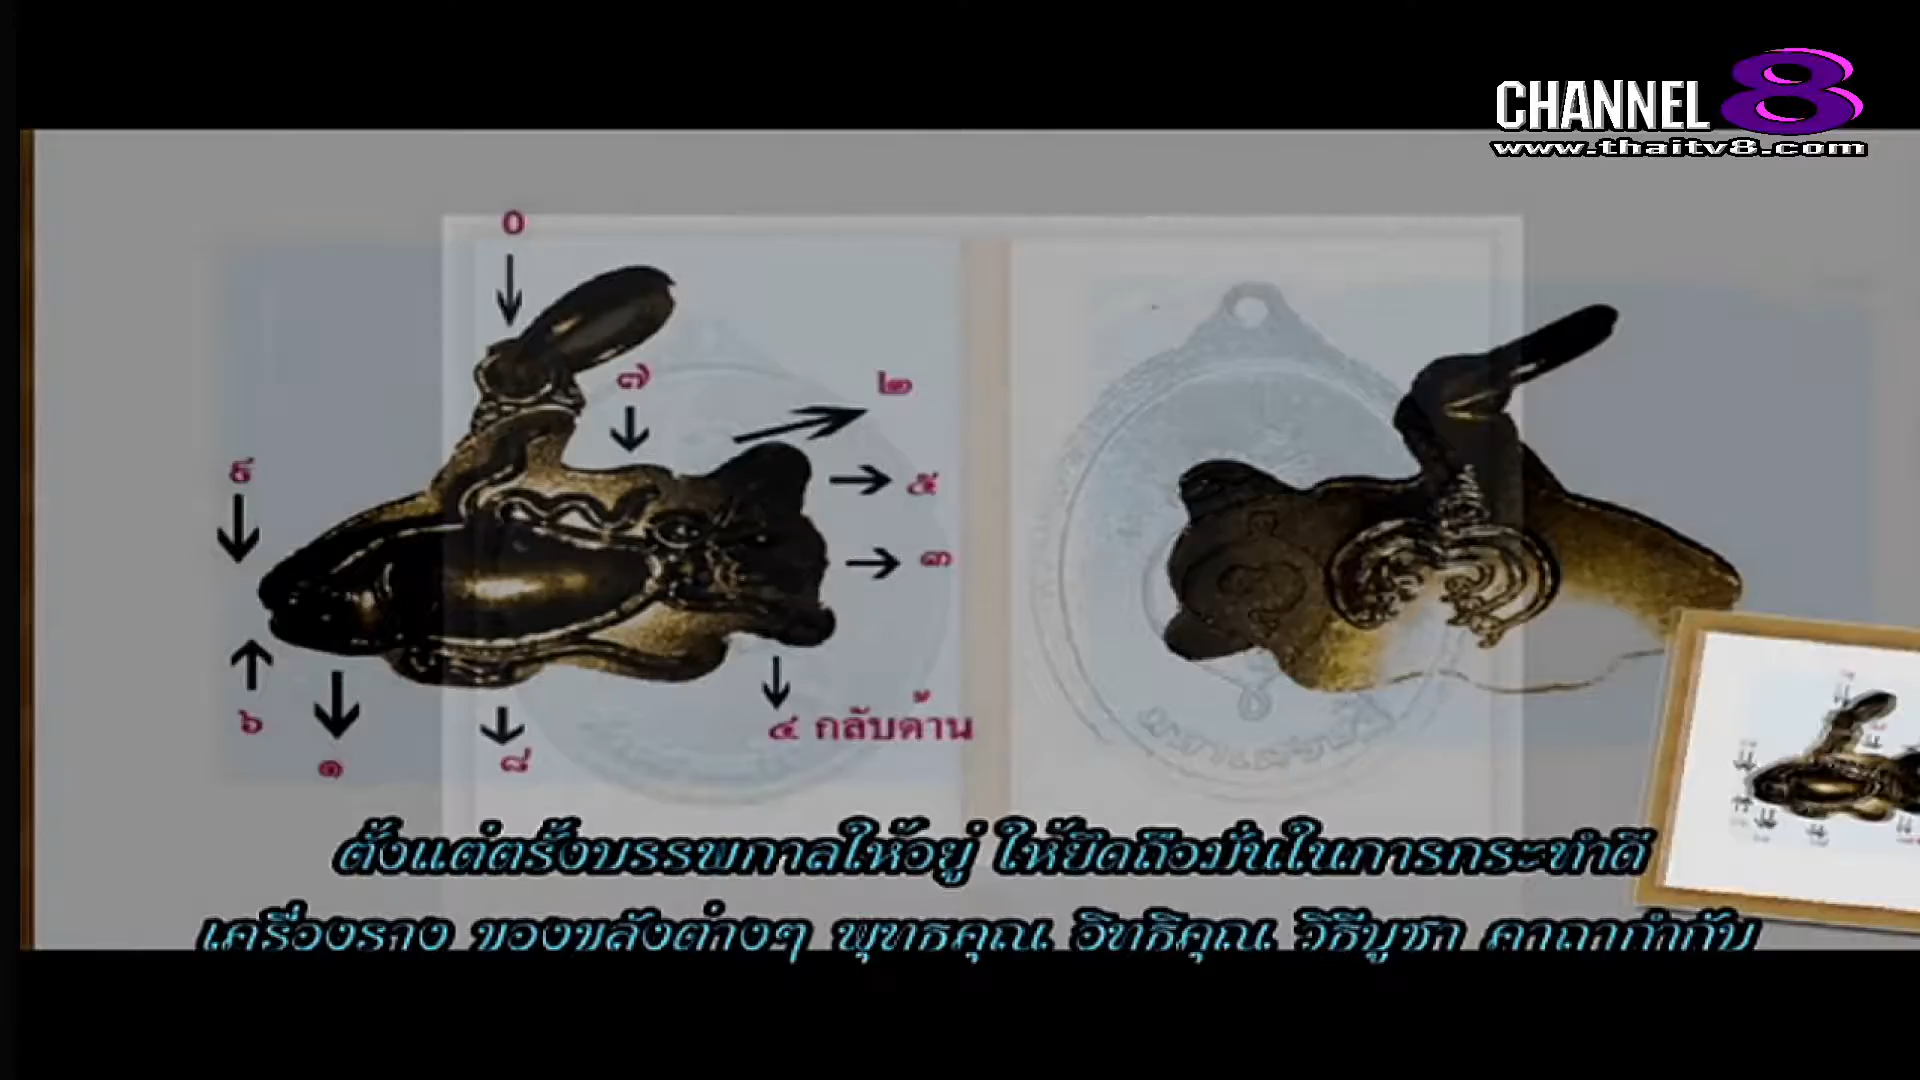 CHANNEL 8
www.thaitv8.com
๐
๗
๒
๕
๓
๔ กลับด้าน
๖
๑
๘
ตั้งแต่ครั้งบรรพกาลให้อยู่ ให้ยึดถือมั่นในการกระทำดี
เครื่องราง ของขลังต่างๆ พุทธคุณ อิทธิคุณ วิธีบูชา คาถากำกับ